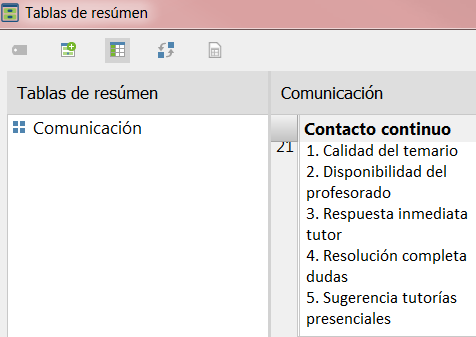 Tablas de resúmen
Tablas de resúmen
Comunicación
Comunicación
Contacto continuo
21
1. Calidad del temario
2. Disponibilidad del
profesorado
3. Respuesta inmediata
tutor
4. Resolución completa
dudas
5. Sugerencia tutorías
presenciales